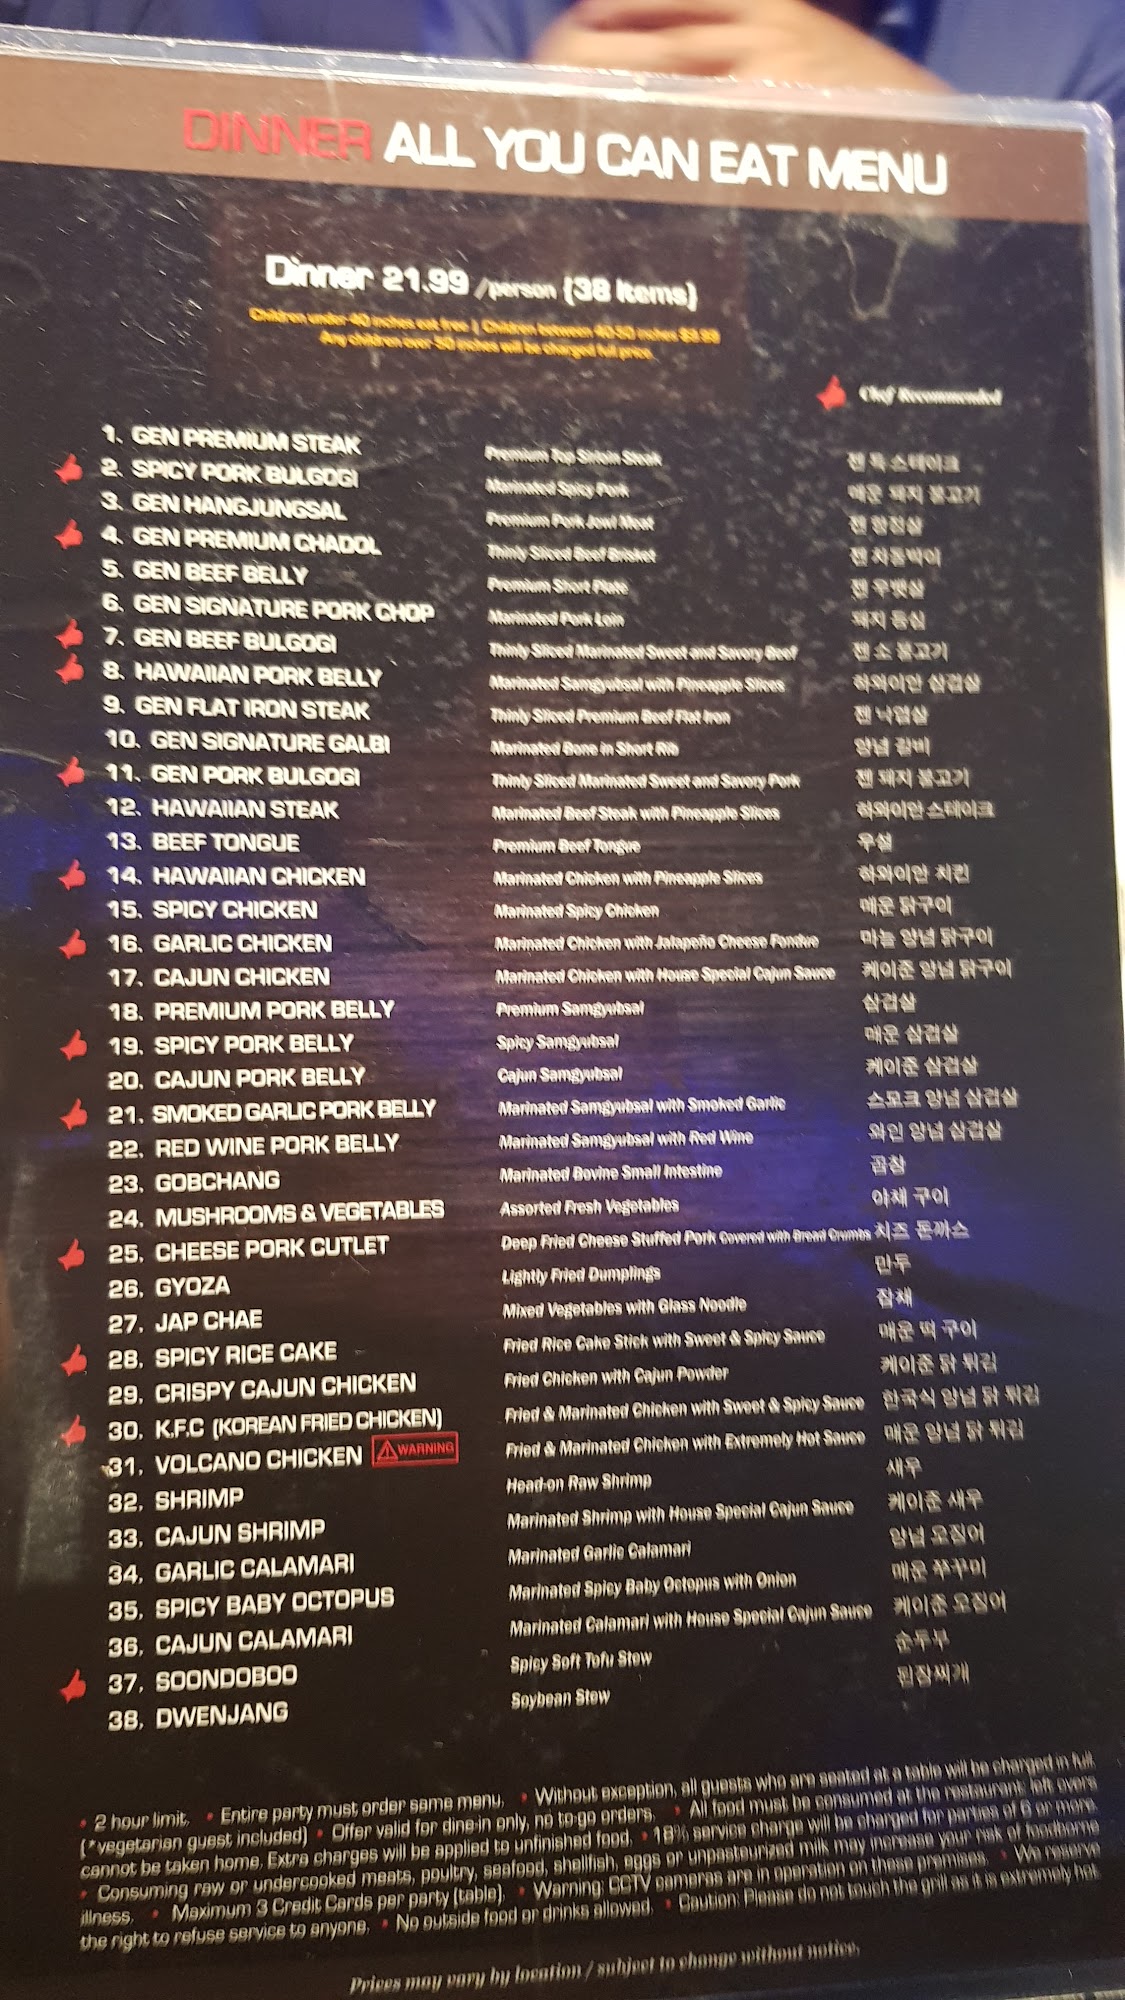 DINNER ALL YOU CAN EAT MENU
Dinner 21.99 /person (38 Items)
Children under 40 inches eat free. | Children between 40-50 inches $9.99
Any children over 50 inches will be charged full price.
Chef Recommended
1. GEN PREMIUM STEAK Premium Top Sirloin Steak 젠 특 스테이크
2. SPICY PORK BULGOGI Marinated Spicy Pork 매운 돼지 불고기
3. GEN HANGJUNGSAL Premium Pork Jowl Meat 젠 항정살
4. GEN PREMIUM CHADOL Thinly Sliced Beef Brisket 젠 차돌박이
5. GEN BEEF BELLY Premium Short Plate 젠 우뱃살
6. GEN SIGNATURE PORK CHOP Marinated Pork Loin 돼지 등심
7. GEN BEEF BULGOGI Thinly Sliced Marinated Sweet and Savory Beef 젠 소 불고기
8. HAWAIIAN PORK BELLY Marinated Samgyubsal with Pineapple Slices 하와이안 삼겹살
9. GEN FLAT IRON STEAK Thinly Sliced Premium Beef Flat Iron 젠 낙엽살
10. GEN SIGNATURE GALBI Marinated Bone in Short Rib 양념 갈비
11. GEN PORK BULGOGI Thinly Sliced Marinated Sweet and Savory Pork 젠 돼지 불고기
12. HAWAIIAN STEAK Marinated Beef Steak with Pineapple Slices 하와이안 스테이크
13. BEEF TONGUE Premium Beef Tongue 우설
14. HAWAIIAN CHICKEN Marinated Chicken with Pineapple Slices 하와이안 치킨
15. SPICY CHICKEN Marinated Spicy Chicken 매운 닭구이
16. GARLIC CHICKEN Marinated Chicken with Jalapeño Cheese Fondue 마늘 양념 닭구이
17. CAJUN CHICKEN Marinated Chicken with House Special Cajun Sauce 케이준 양념 닭구이
18. PREMIUM PORK BELLY Premium Samgyubsal 삼겹살
19. SPICY PORK BELLY Spicy Samgyubsal 매운 삼겹살
20. CAJUN PORK BELLY Cajun Samgyubsal 케이준 삼겹살
21. SMOKED GARLIC PORK BELLY Marinated Samgyubsal with Smoked Garlic 스모크 양념 삼겹살
22. RED WINE PORK BELLY Marinated Samgyubsal with Red Wine 와인 양념 삼겹살
23. GOBCHANG Marinated Bovine Small Intestine 곱창
24. MUSHROOMS & VEGETABLES Assorted Fresh Vegetables 야채 구이
25. CHEESE PORK CUTLET Deep Fried Cheese Stuffed Pork Covered with Bread Crumbs 치즈 돈까스
26. GYOZA Lightly Fried Dumplings 만두
27. JAP CHAE Mixed Vegetables with Glass Noodle 잡채
28. SPICY RICE CAKE Fried Rice Cake Stick with Sweet & Spicy Sauce 매운 떡 구이
29. CRISPY CAJUN CHICKEN Fried Chicken with Cajun Powder 케이준 닭 튀김
30. K.F.C (KOREAN FRIED CHICKEN) Fried & Marinated Chicken with Sweet & Spicy Sauce 한국식 양념 닭 튀김
31. VOLCANO CHICKEN WARNING Fried & Marinated Chicken with Extremely Hot Sauce 매운 양념 닭 튀김
32. SHRIMP Head-on Raw Shrimp 새우
33. CAJUN SHRIMP Marinated Shrimp with House Special Cajun Sauce 케이준 새우
34. GARLIC CALAMARI Marinated Garlic Calamari 양념 오징어
35. SPICY BABY OCTOPUS Marinated Spicy Baby Octopus with Onion 매운 쭈꾸미
36. CAJUN CALAMARI Marinated Calamari with House Special Cajun Sauce 케이준 오징어
37. SOONDOBOO Spicy Soft Tofu Stew 순두부
38. DWENJANG Soybean Stew 된장찌개
• 2 hour limit. • Entire party must order same menu. • Without exception, all guests who are seated at a table will be charged in full
(*vegetarian guest included) • Offer valid for dine-in only, no to-go orders. • All food must be consumed at the restaurant; left overs
cannot be taken home. Extra charges will be applied to unfinished food. • 18% service charge will be charged for parties of 6 or more.
• Consuming raw or undercooked meats, poultry, seafood, shellfish, eggs or unpasteurized milk may increase your risk of foodborne
illness. • Maximum 3 Credit Cards per party (table). • Warning: CCTV cameras are in operation on these premises. • We reserve
the right to refuse service to anyone. • No outside food or drinks allowed. • Caution: Please do not touch the grill as it is extremely hot.
Prices may vary by location / subject to change without notice.